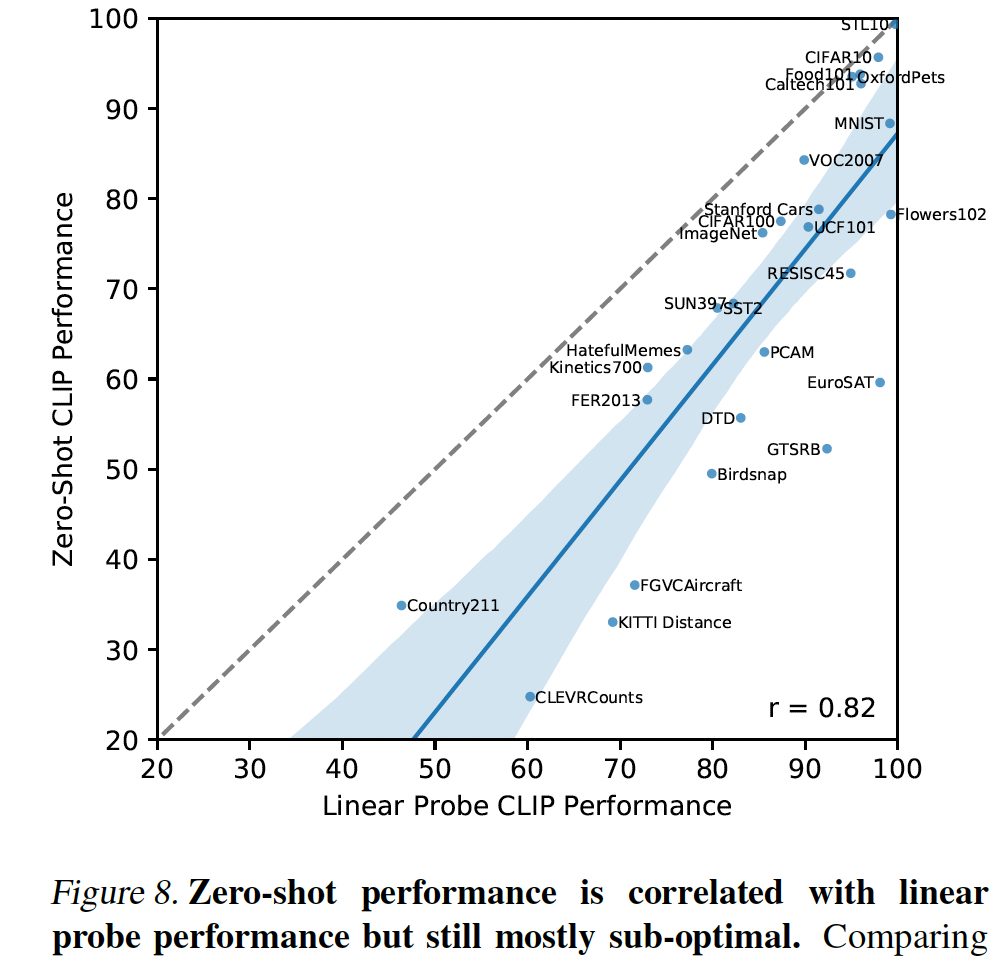 100
STL10
CIFAR10
Food101
OxfordPets
Caltech101
90
MNIST
VOC2007
80
Stanford Cars
Flowers102
CIFAR100
UCF101
ImageNet
70
RESISC45
SUN397
SST2
HatefulMemes
PCAM
Kinetics700
60
EuroSAT
FER2013
DTD
GTSRB
50
Birdsnap
40
FGVCAircraft
Country211
KITTI Distance
30
CLEVRCounts
r = 0.82
20
Zero-Shot CLIP Performance
20 30 40 50 60 70 80 90 100
Linear Probe CLIP Performance
Figure 8. Zero-shot performance is correlated with linear
probe performance but still mostly sub-optimal. Comparing